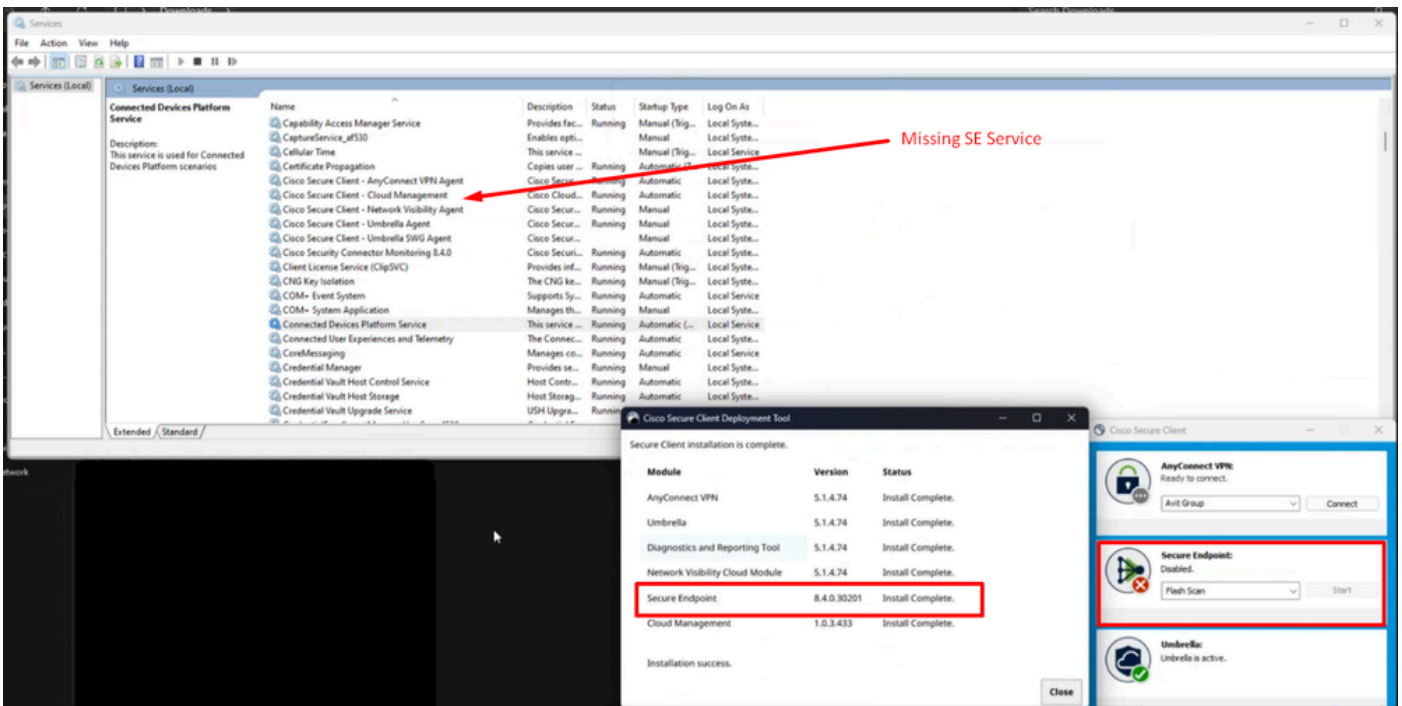 Downloads
Search Downloads
Services
File Action View Help
Services (Local)
Services (Local)
Connected Devices Platform Service
Description:
This service is used for Connected Devices Platform scenarios
Name Description Status Startup Type Log On As
Capability Access Manager Service Provides fac... Running Manual (Trig... Local Syste...
CaptureService_af530 Enables opti... Manual Local Syste...
Cellular Time This service ... Manual (Trig... Local Service
Certificate Propagation Copies user ... Running Automatic Local Syste...
Cisco Secure Client - AnyConnect VPN Agent Cisco Secur... Running Automatic Local Syste...
Cisco Secure Client - Cloud Management Cisco Cloud... Running Automatic Local Syste...
Cisco Secure Client - Network Visibility Agent Cisco Secur... Running Manual Local Syste...
Cisco Secure Client - Umbrella Agent Cisco Secur... Running Manual Local Syste...
Cisco Secure Client - Umbrella SWG Agent Cisco Secur... Manual Local Syste...
Cisco Security Connector Monitoring 8.4.0 Cisco Securi... Running Automatic Local Syste...
Client License Service (ClipSVC) Provides inf... Running Manual (Trig... Local Syste...
CNG Key Isolation The CNG ke... Running Manual (Trig... Local Syste...
COM+ Event System Supports Sy... Running Automatic Local Service
COM+ System Application Manages th... Running Manual Local Syste...
Connected Devices Platform Service This service ... Running Automatic (... Local Service
Connected User Experiences and Telemetry The Connec... Running Automatic Local Syste...
CoreMessaging Manages co... Running Automatic Local Service
Credential Manager Provides se... Running Manual Local Syste...
Credential Vault Host Control Service Host Contr... Running Automatic Local Syste...
Credential Vault Host Storage Host Storag... Running Automatic Local Syste...
Credential Vault Upgrade Service USH Upgra... Running
Extended Standard
Missing SE Service
Cisco Secure Client Deployment Tool
Secure Client installation is complete.
Module Version Status
AnyConnect VPN 5.1.4.74 Install Complete.
Umbrella 5.1.4.74 Install Complete.
Diagnostics and Reporting Tool 5.1.4.74 Install Complete.
Network Visibility Cloud Module 5.1.4.74 Install Complete.
Secure Endpoint 8.4.0.30201 Install Complete.
Cloud Management 1.0.3.433 Install Complete.
Installation success.
Close
Cisco Secure Client
AnyConnect VPN:
Ready to connect.
Avit Group Connect
Secure Endpoint:
Disabled.
Flash Scan Start
Umbrella:
Umbrella is active.